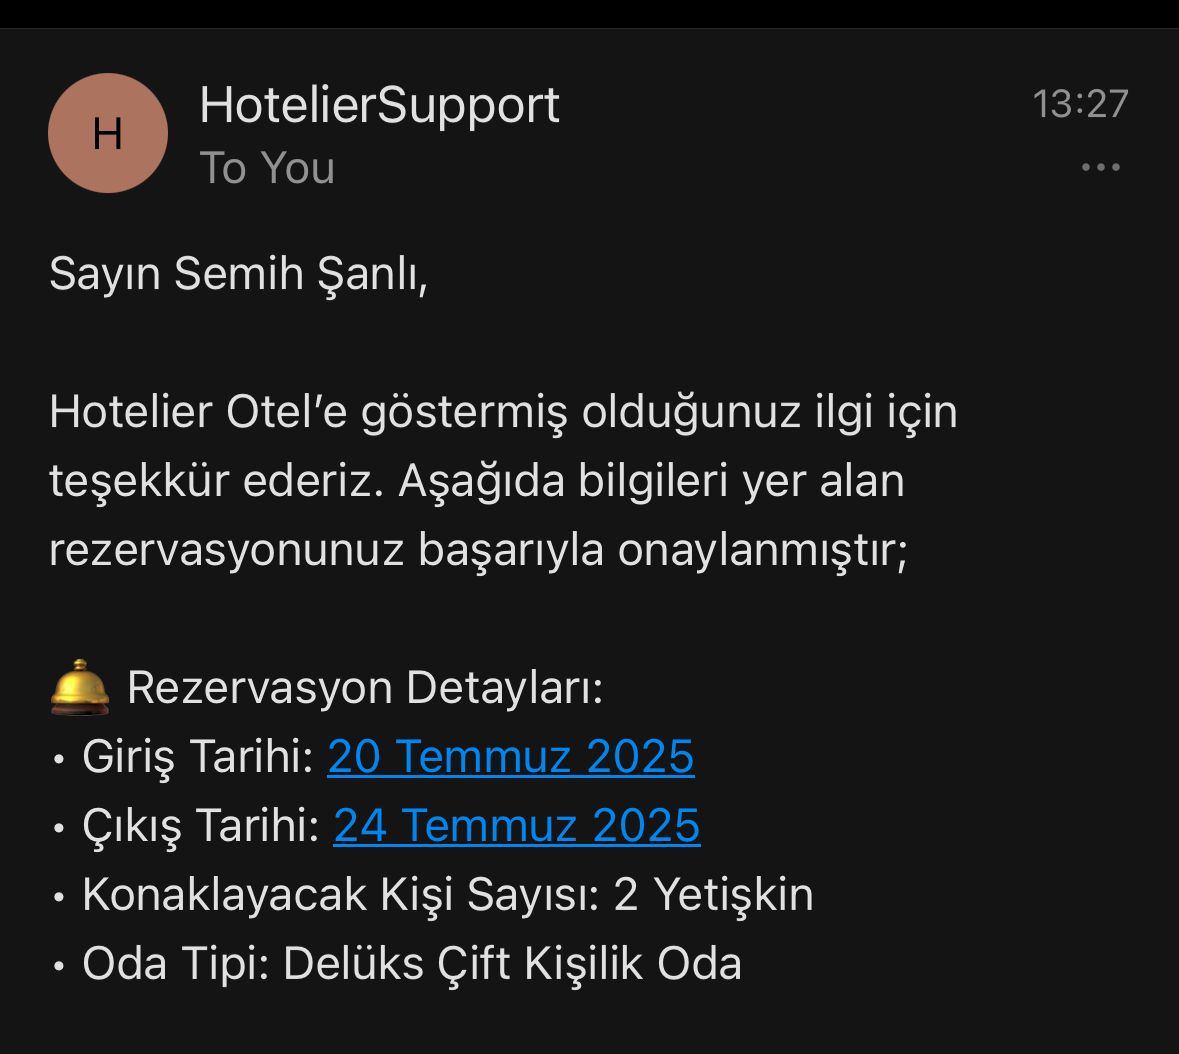 H
HotelierSupport
13:27
To You
...
Sayın Semih Şanlı,
Hotelier Otel’e göstermiş olduğunuz ilgi için
teşekkür ederiz. Aşağıda bilgileri yer alan
rezervasyonunuz başarıyla onaylanmıştır;
🛎️ Rezervasyon Detayları:
• Giriş Tarihi: 20 Temmuz 2025
• Çıkış Tarihi: 24 Temmuz 2025
• Konaklayacak Kişi Sayısı: 2 Yetişkin
• Oda Tipi: Delüks Çift Kişilik Oda